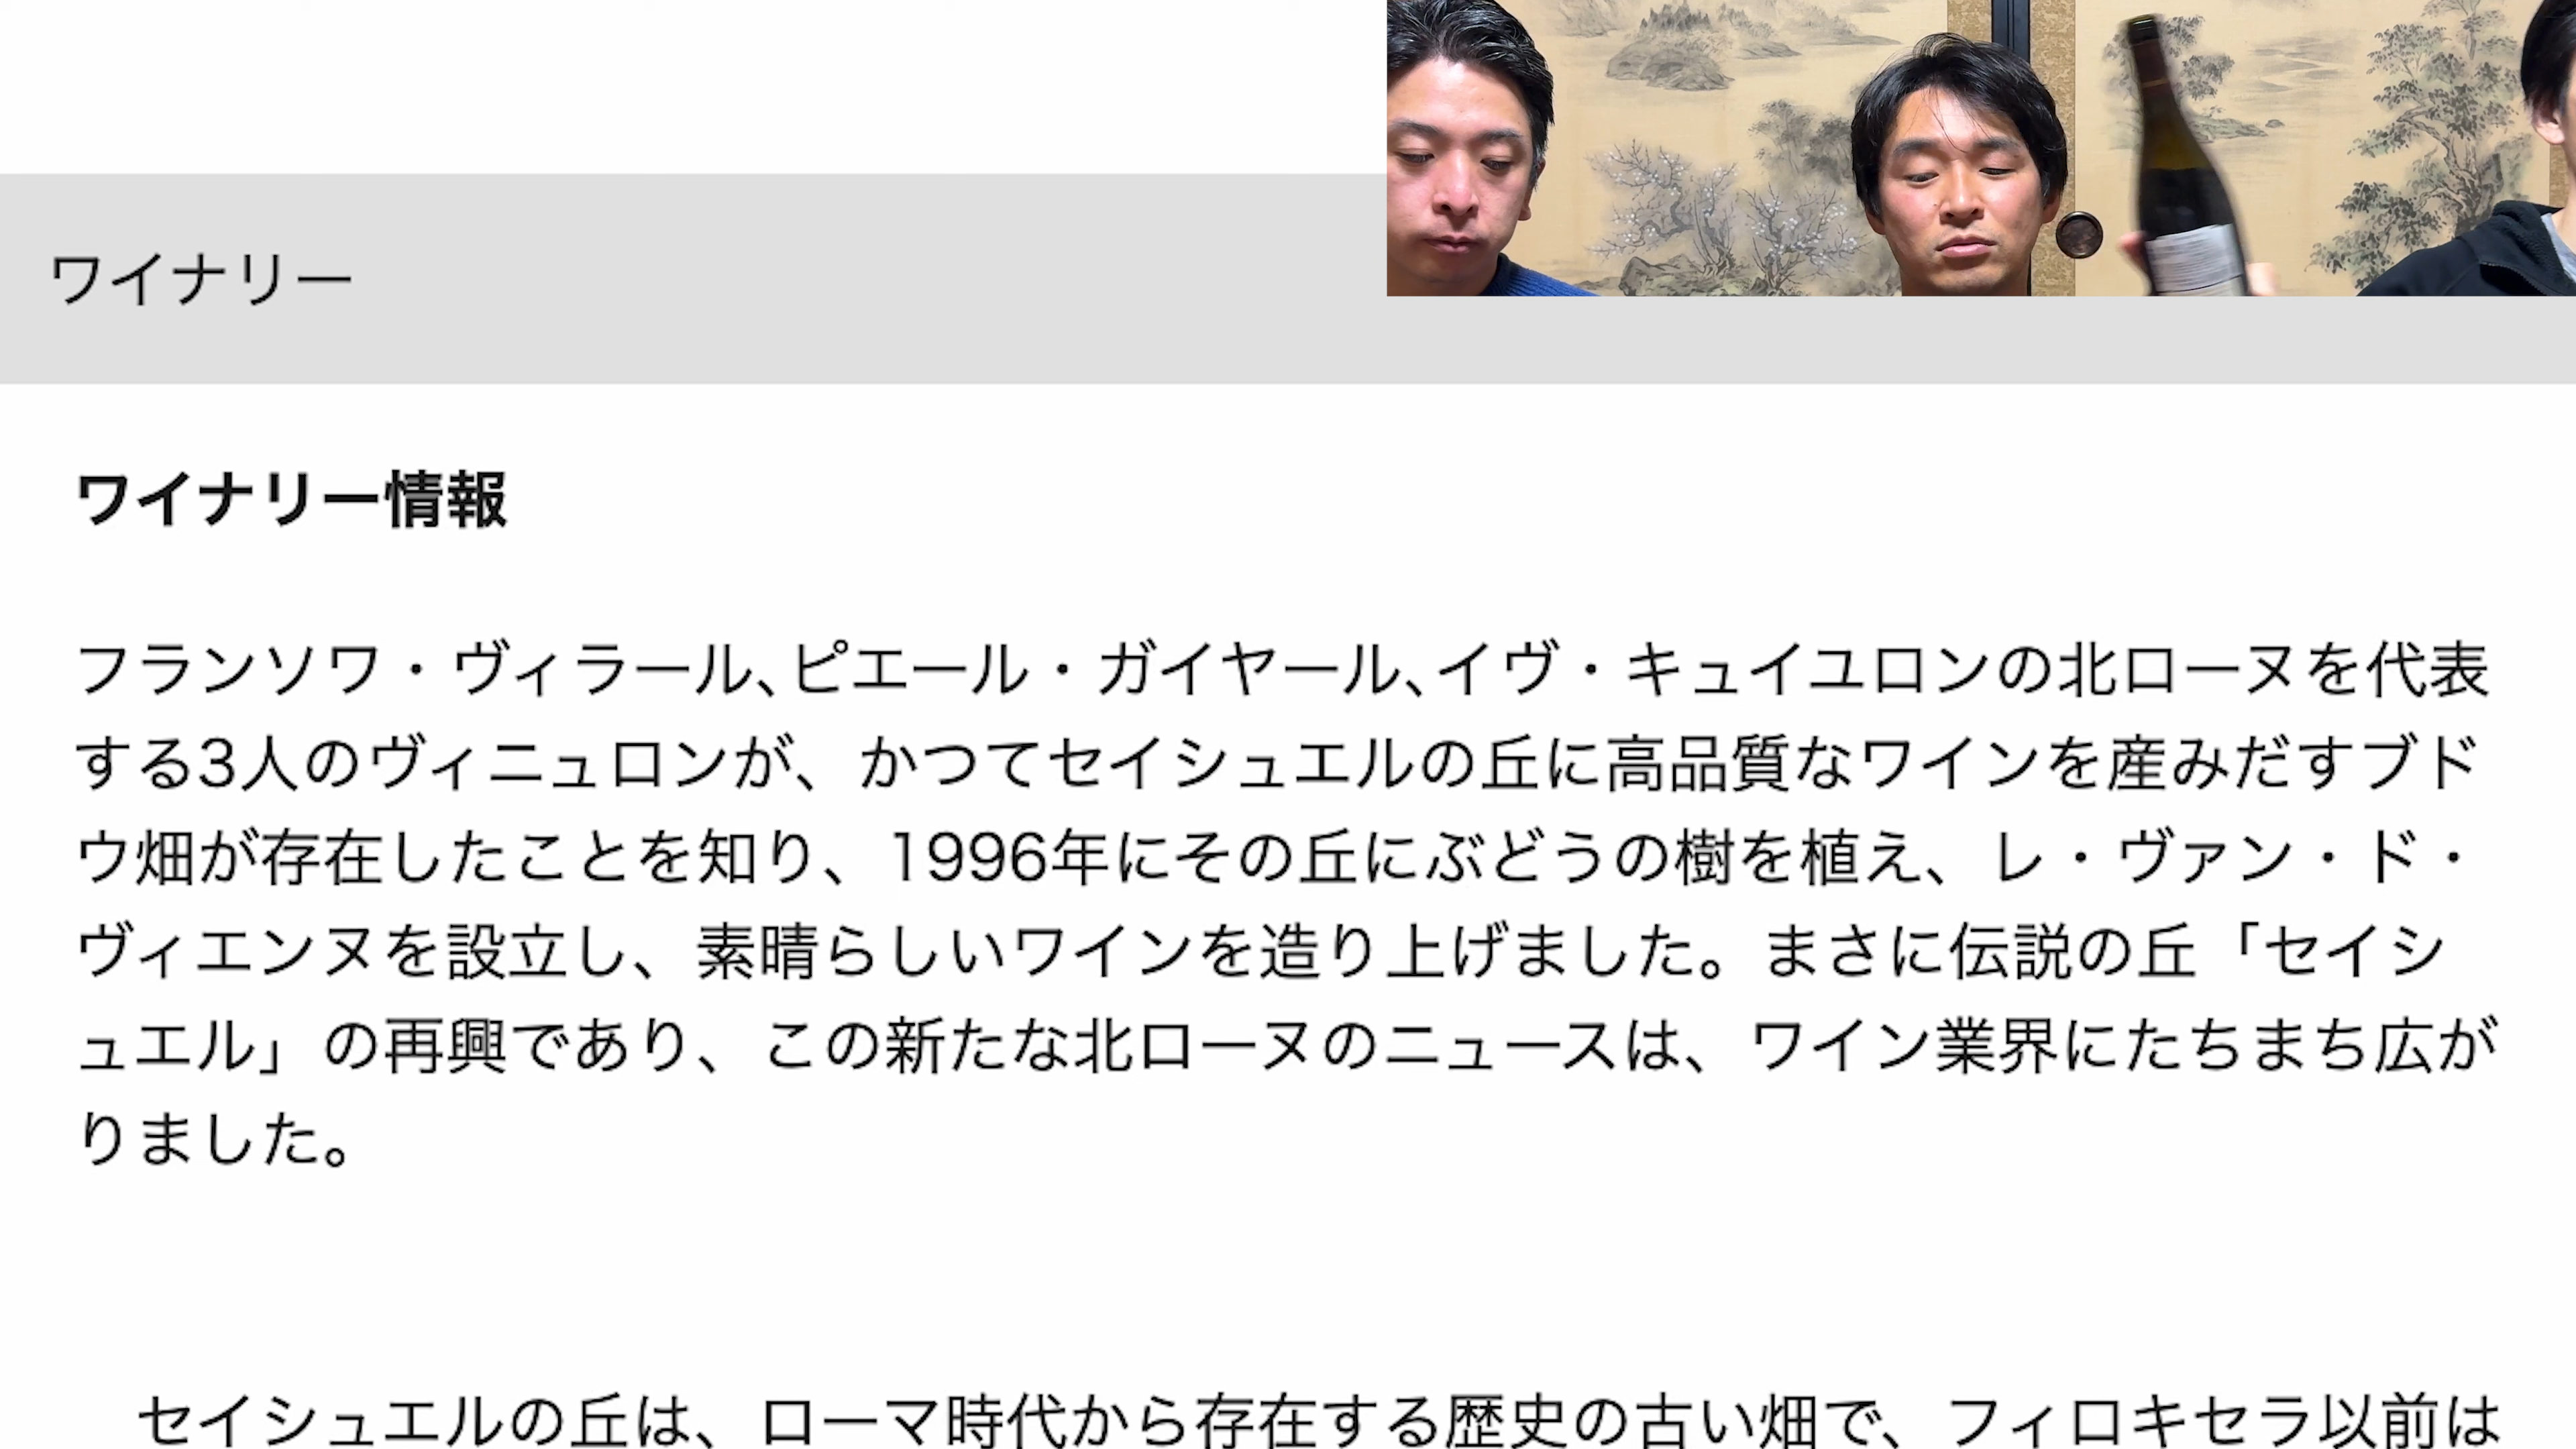 ワイナリー
ワイナリー情報
フランソワ・ヴィラール､ピエール・ガイヤール､イヴ・キュイユロンの北ローヌを代表
する3人のヴィニュロンが、かつてセイシュエルの丘に高品質なワインを産みだすブド
ウ畑が存在したことを知り、1996年にその丘にぶどうの樹を植え、レ・ヴァン・ド・
ヴィエンヌを設立し、素晴らしいワインを造り上げました。まさに伝説の丘「セイシ
ュエル」の再興であり、この新たな北ローヌのニュースは、ワイン業界にたちまち広が
りました。
セイシュエルの丘は、ローマ時代から存在する歴史の古い畑で、フィロキセラ以前は